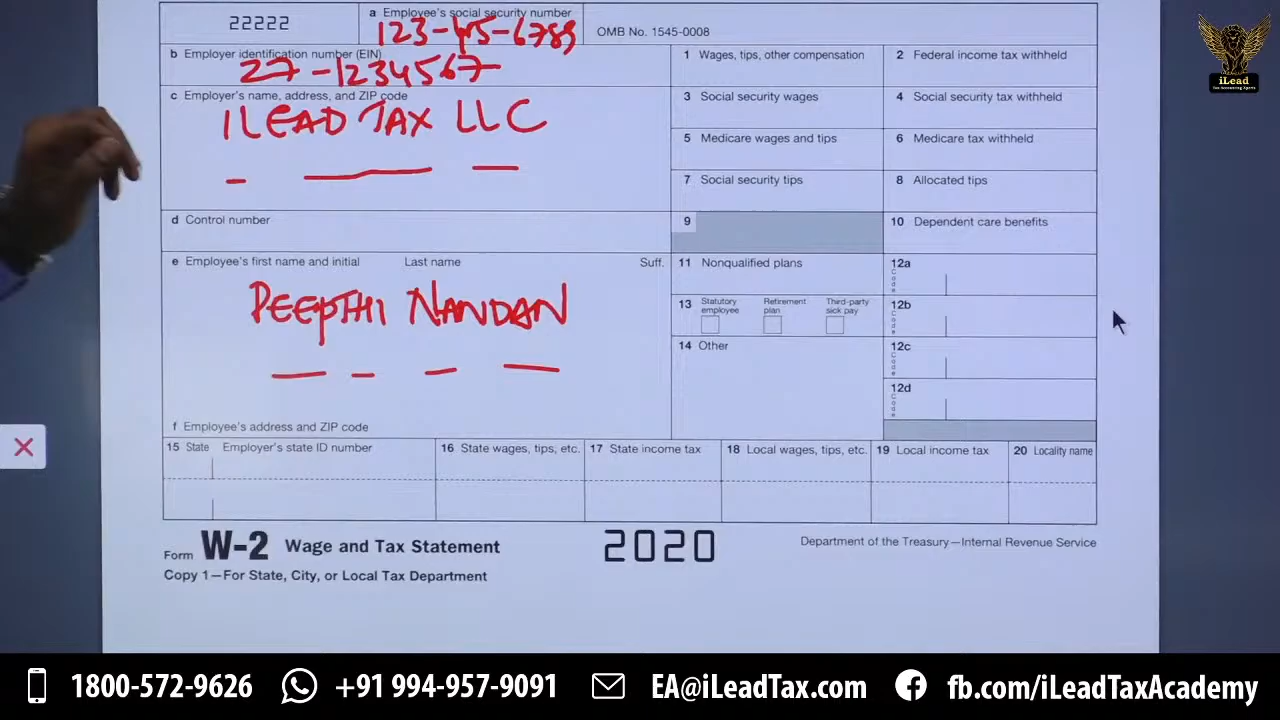 22222
a Employee's social security number
123-45-6789
OMB No. 1545-0008
b Employer identification number (EIN)
27-1234567
1 Wages, tips, other compensation
2 Federal income tax withheld
c Employer's name, address, and ZIP code
ILEAD TAX LLC
3 Social security wages
4 Social security tax withheld
5 Medicare wages and tips
6 Medicare tax withheld
7 Social security tips
8 Allocated tips
d Control number
9
10 Dependent care benefits
e Employee's first name and initial Last name Suff.
DEEPTHI NANDAN
11 Nonqualified plans
12a
Code
13 Statutory employee Retirement plan Third-party sick pay
12b
Code
14 Other
12c
Code
12d
Code
f Employee's address and ZIP code
15 State Employer's state ID number
16 State wages, tips, etc.
17 State income tax
18 Local wages, tips, etc.
19 Local income tax
20 Locality name
Form W-2 Wage and Tax Statement
2020
Department of the Treasury—Internal Revenue Service
Copy 1—For State, City, or Local Tax Department
iLead
Tax Accounting Xperts
1800-572-9626
+91 994-957-9091
EA@iLeadTax.com
fb.com/iLeadTaxAcademy